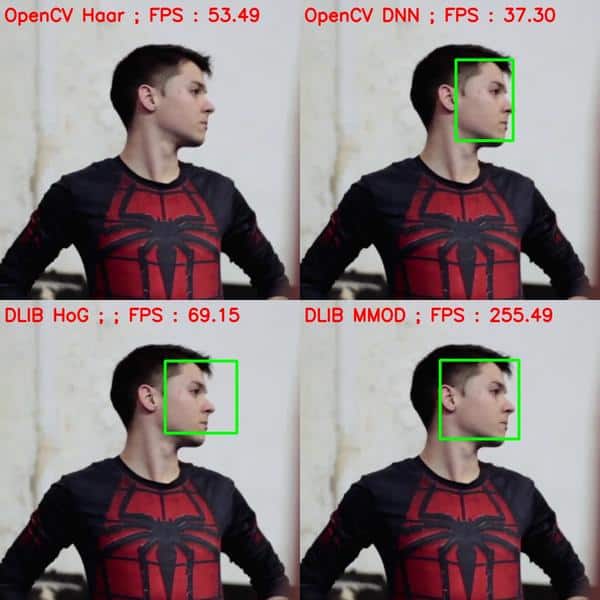 OpenCV Haar ; FPS : 53.49
OpenCV DNN ; FPS : 37.30
DLIB HoG ; ; FPS : 69.15
DLIB MMOD ; FPS : 255.49